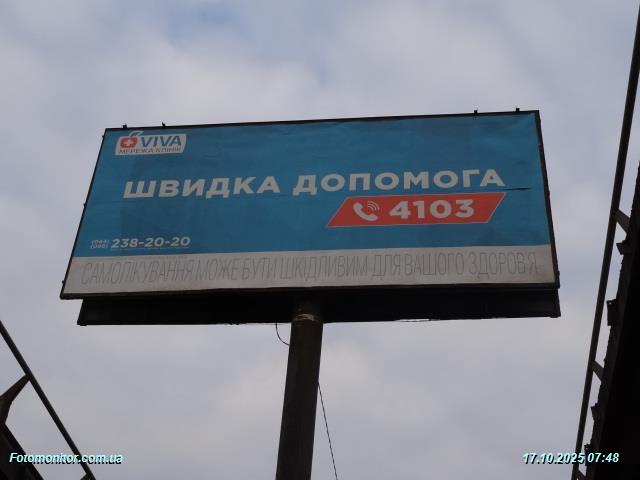 VIVA
МЕРЕЖА КЛІНІК
ШВИДКА ДОПОМОГА
4103
(044)
(096) 238-20-20
САМОЛІКУВАННЯ МОЖЕ БУТИ ШКІДЛИВИМ ДЛЯ ВАШОГО ЗДОРОВ'Я
Fotomonitor.com.ua
17.10.2025 07:48